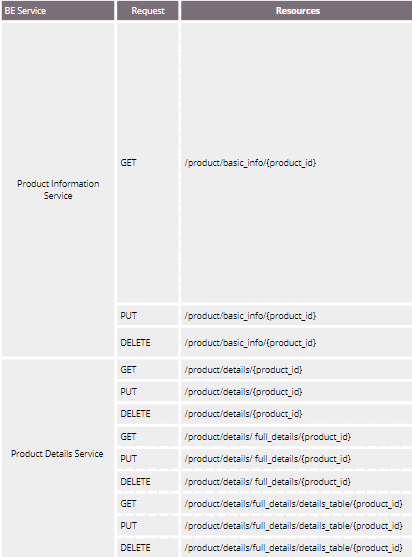 BE Service Request Resources
Product Information
Service
GET /product/basic_info/{product_id}
PUT /product/basic_info/{product_id}
DELETE /product/basic_info/{product_id}
Product Details Service
GET /product/details/{product_id}
PUT /product/details/{product_id}
DELETE /product/details/{product_id}
GET /product/details/ full_details/{product_id}
PUT /product/details/ full_details/{product_id}
DELETE /product/details/ full_details/{product_id}
GET /product/details/full_details/details_table/{product_id}
PUT /product/details/full_details/details_table/{product_id}
DELETE /product/details/full_details/details_table/{product_id}